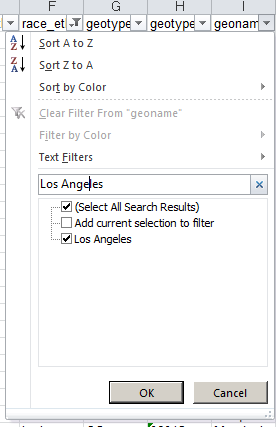 F G H I
race_et geotype geotype geonam
Sort A to Z
Sort Z to A
Sort by Color
Clear Filter From "geoname"
Filter by Color
Text Filters
Los Angeles
(Select All Search Results)
Add current selection to filter
Los Angeles
OK Cancel